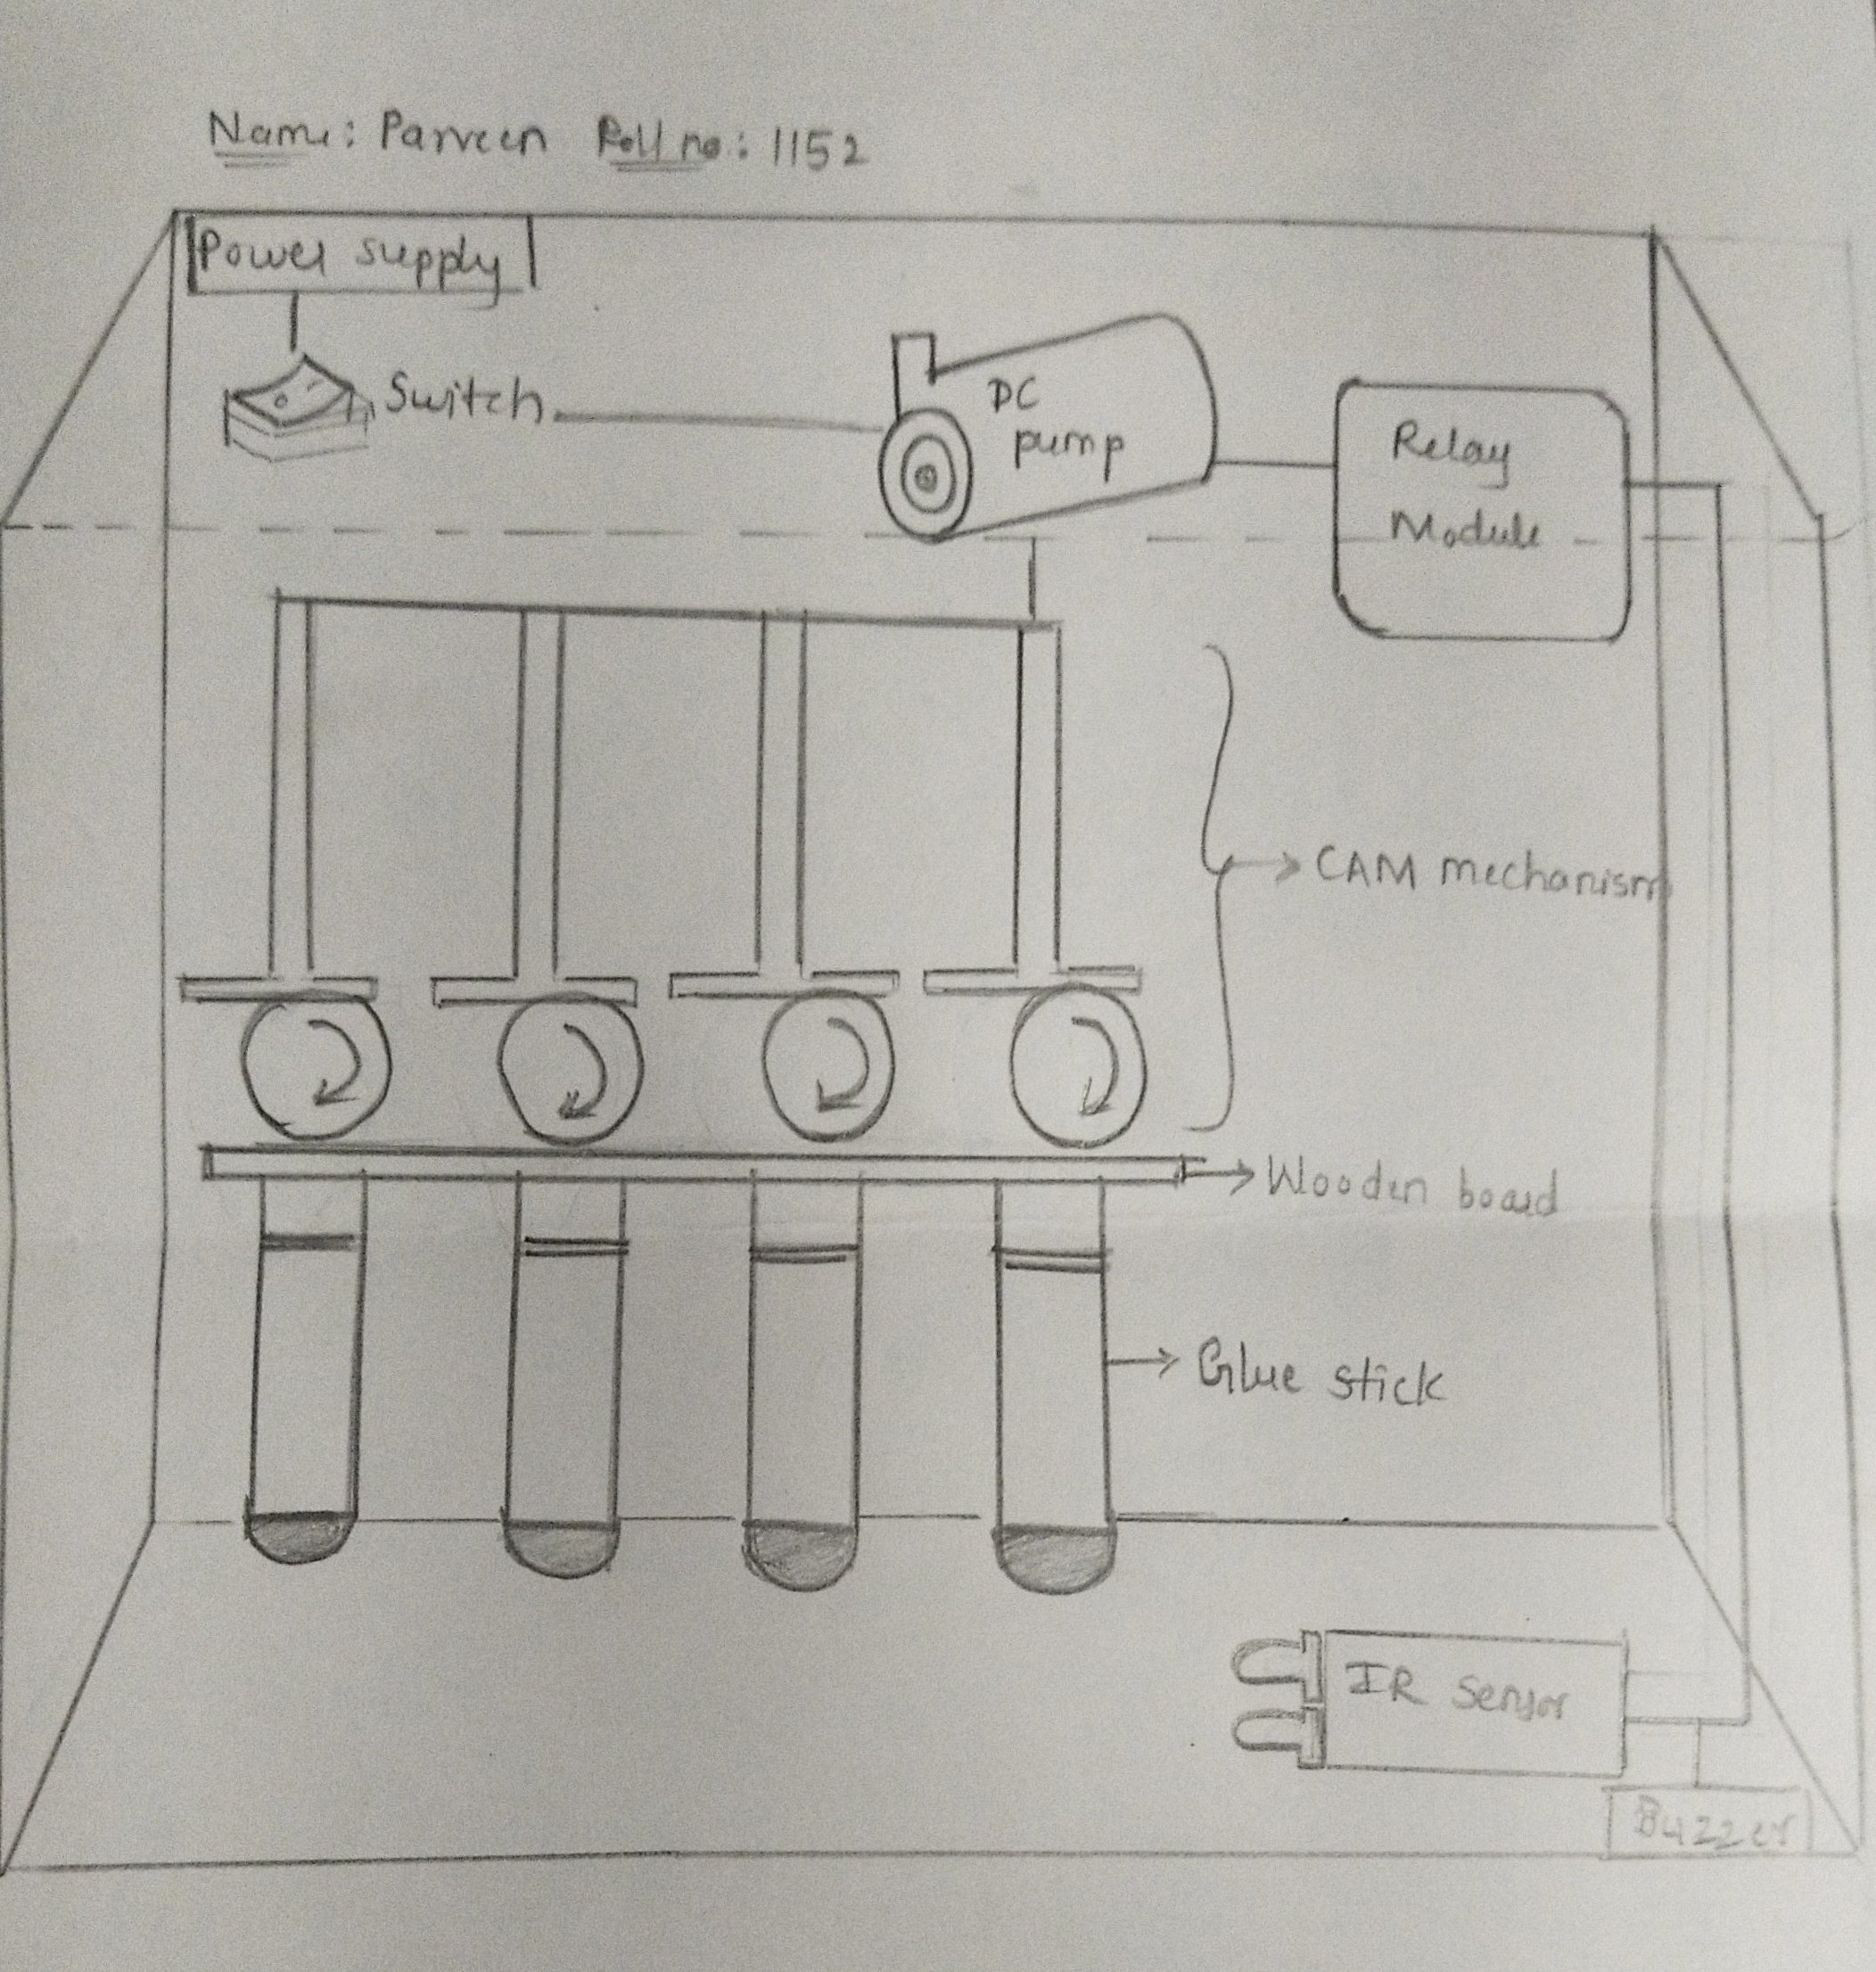 Name: Parveen Roll no: 1152
Power supply
Switch
DC
pump
Relay
Module
CAM mechanism
Wooden board
Glue stick
IR Sensor
Buzzer